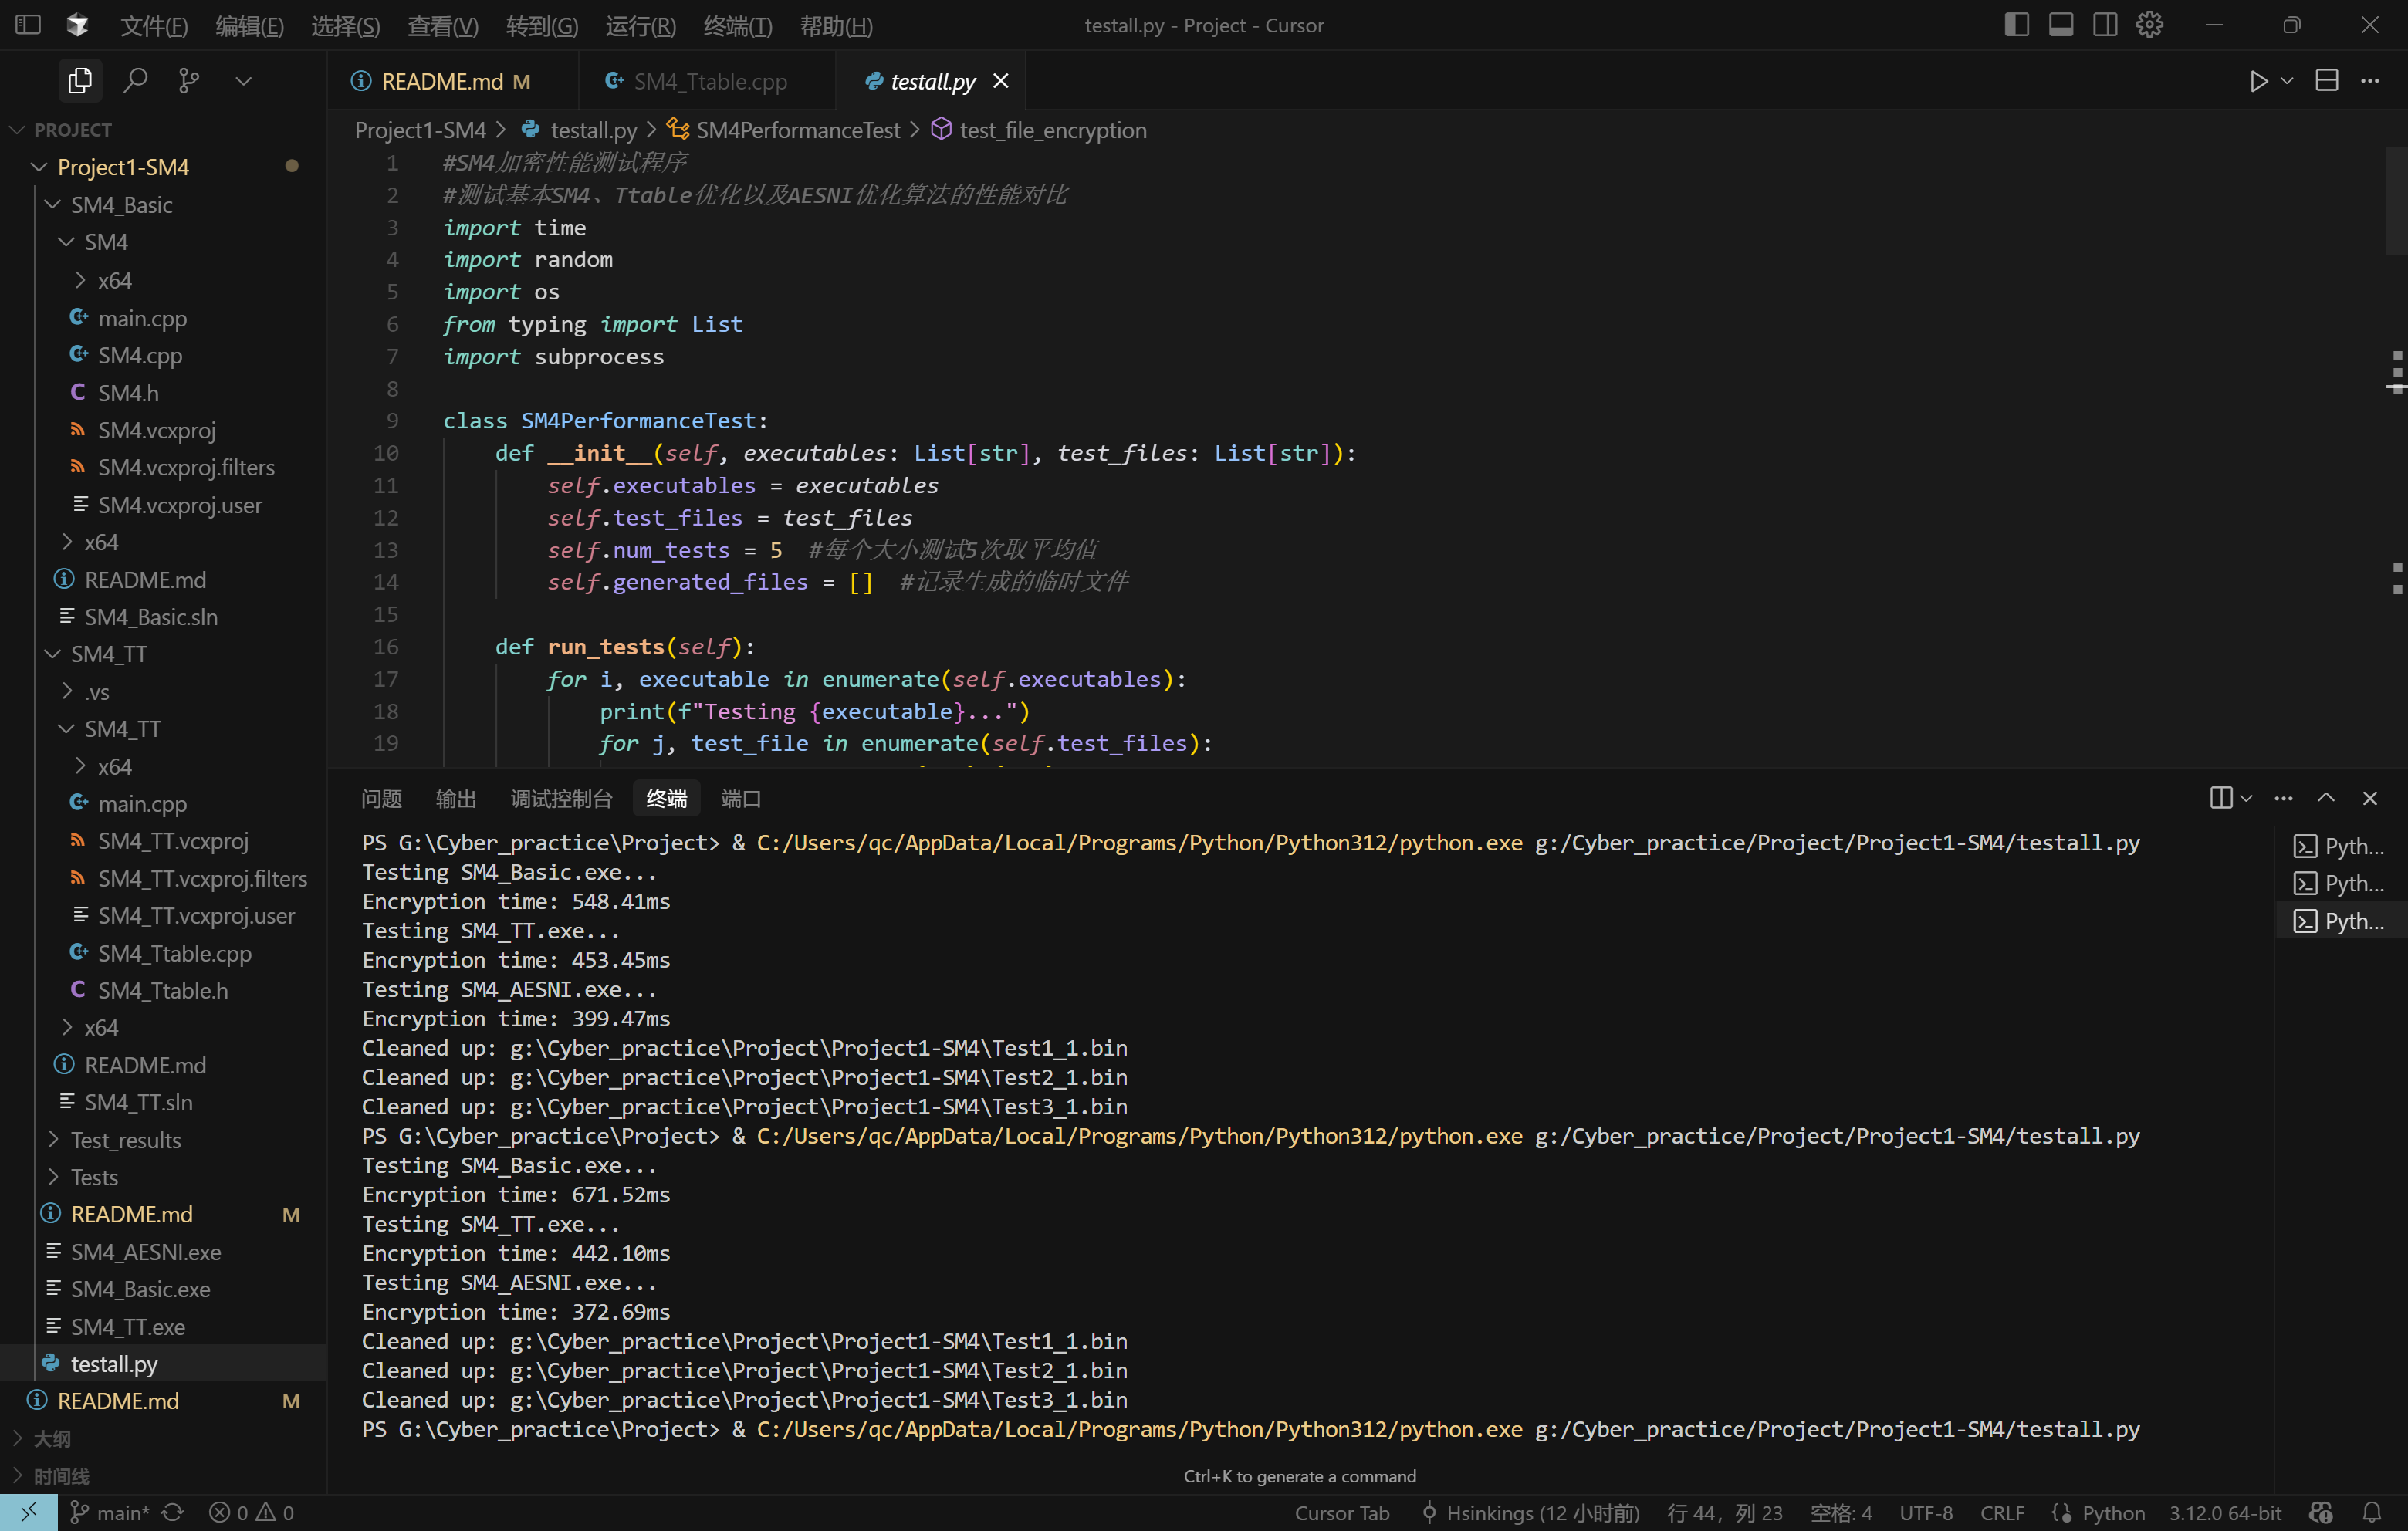 文件(F) 编辑(E) 选择(S) 查看(V) 转到(G) 运行(R) 终端(T) 帮助(H) testall.py - Project - Cursor
README.md M SM4_Ttable.cpp testall.py
Project1-SM4 > testall.py > SM4PerformanceTest > test_file_encryption
PROJECT
Project1-SM4
SM4_Basic
SM4
x64
main.cpp
SM4.cpp
SM4.h
SM4.vcxproj
SM4.vcxproj.filters
SM4.vcxproj.user
x64
README.md
SM4_Basic.sln
SM4_TT
.vs
SM4_TT
x64
main.cpp
SM4_TT.vcxproj
SM4_TT.vcxproj.filters
SM4_TT.vcxproj.user
SM4_Ttable.cpp
SM4_Ttable.h
x64
README.md
SM4_TT.sln
Test_results
Tests
README.md M
SM4_AESNI.exe
SM4_Basic.exe
SM4_TT.exe
testall.py
README.md M
大纲
时间线
1 #SM4加密性能测试程序
2 #测试基本SM4、Ttable优化以及AESNI优化算法的性能对比
3 import time
4 import random
5 import os
6 from typing import List
7 import subprocess
8
9 class SM4PerformanceTest:
10 def __init__(self, executables: List[str], test_files: List[str]):
11 self.executables = executables
12 self.test_files = test_files
13 self.num_tests = 5 #每个大小测试5次取平均值
14 self.generated_files = [] #记录生成的临时文件
15
16 def run_tests(self):
17 for i, executable in enumerate(self.executables):
18 print(f"Testing {executable}...")
19 for j, test_file in enumerate(self.test_files):
问题 输出 调试控制台 终端 端口
PS G:\Cyber_practice\Project> & C:/Users/qc/AppData/Local/Programs/Python/Python312/python.exe g:/Cyber_practice/Project/Project1-SM4/testall.py
Testing SM4_Basic.exe...
Encryption time: 548.41ms
Testing SM4_TT.exe...
Encryption time: 453.45ms
Testing SM4_AESNI.exe...
Encryption time: 399.47ms
Cleaned up: g:\Cyber_practice\Project\Project1-SM4\Test1_1.bin
Cleaned up: g:\Cyber_practice\Project\Project1-SM4\Test2_1.bin
Cleaned up: g:\Cyber_practice\Project\Project1-SM4\Test3_1.bin
PS G:\Cyber_practice\Project> & C:/Users/qc/AppData/Local/Programs/Python/Python312/python.exe g:/Cyber_practice/Project/Project1-SM4/testall.py
Testing SM4_Basic.exe...
Encryption time: 671.52ms
Testing SM4_TT.exe...
Encryption time: 442.10ms
Testing SM4_AESNI.exe...
Encryption time: 372.69ms
Cleaned up: g:\Cyber_practice\Project\Project1-SM4\Test1_1.bin
Cleaned up: g:\Cyber_practice\Project\Project1-SM4\Test2_1.bin
Cleaned up: g:\Cyber_practice\Project\Project1-SM4\Test3_1.bin
PS G:\Cyber_practice\Project> & C:/Users/qc/AppData/Local/Programs/Python/Python312/python.exe g:/Cyber_practice/Project/Project1-SM4/testall.py
Pyth...
Pyth...
Pyth...
Ctrl+K to generate a command
main* 0 0 Cursor Tab Hsinkings (12 小时前) 行 44，列 23 空格: 4 UTF-8 CRLF Python 3.12.0 64-bit